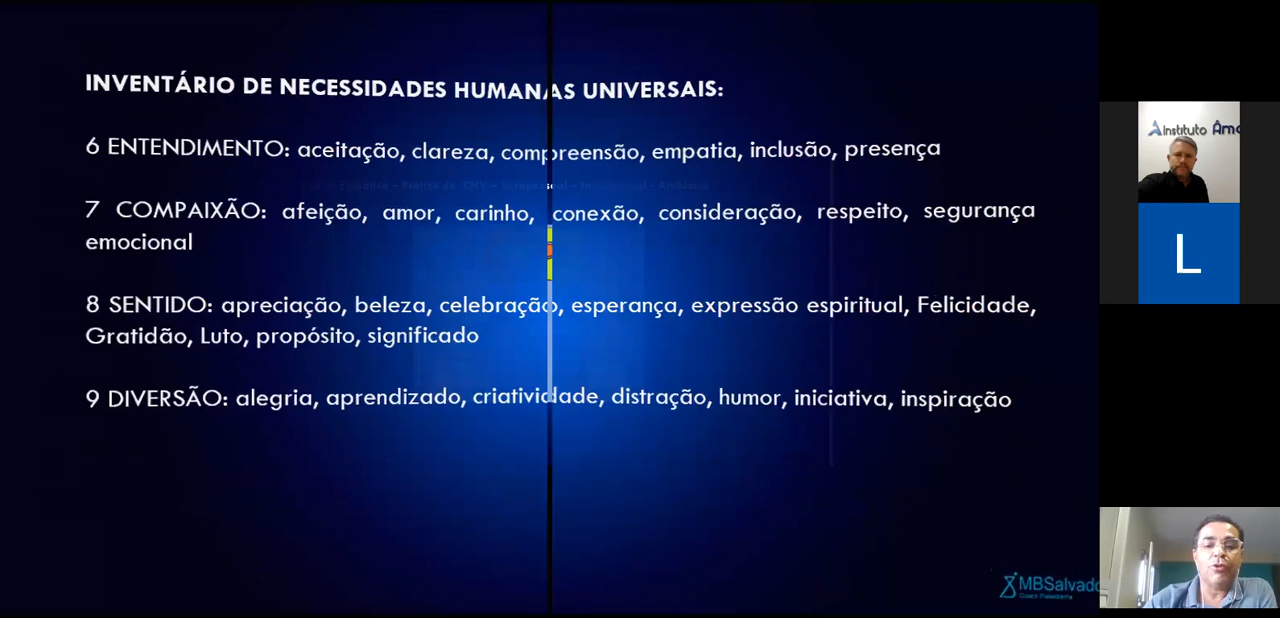 INVENTÁRIO DE NECESSIDADES HUMANAS UNIVERSAIS:
6 ENTENDIMENTO: aceitação, clareza, compreensão, empatia, inclusão, presença
7 COMPAIXÃO: afeição, amor, carinho, conexão, consideração, respeito, segurança
emocional
8 SENTIDO: apreciação, beleza, celebração, esperança, expressão espiritual, Felicidade,
Gratidão, Luto, propósito, significado
9 DIVERSÃO: alegria, aprendizado, criatividade, distração, humor, iniciativa, inspiração
Instituto
L
MBSalvado